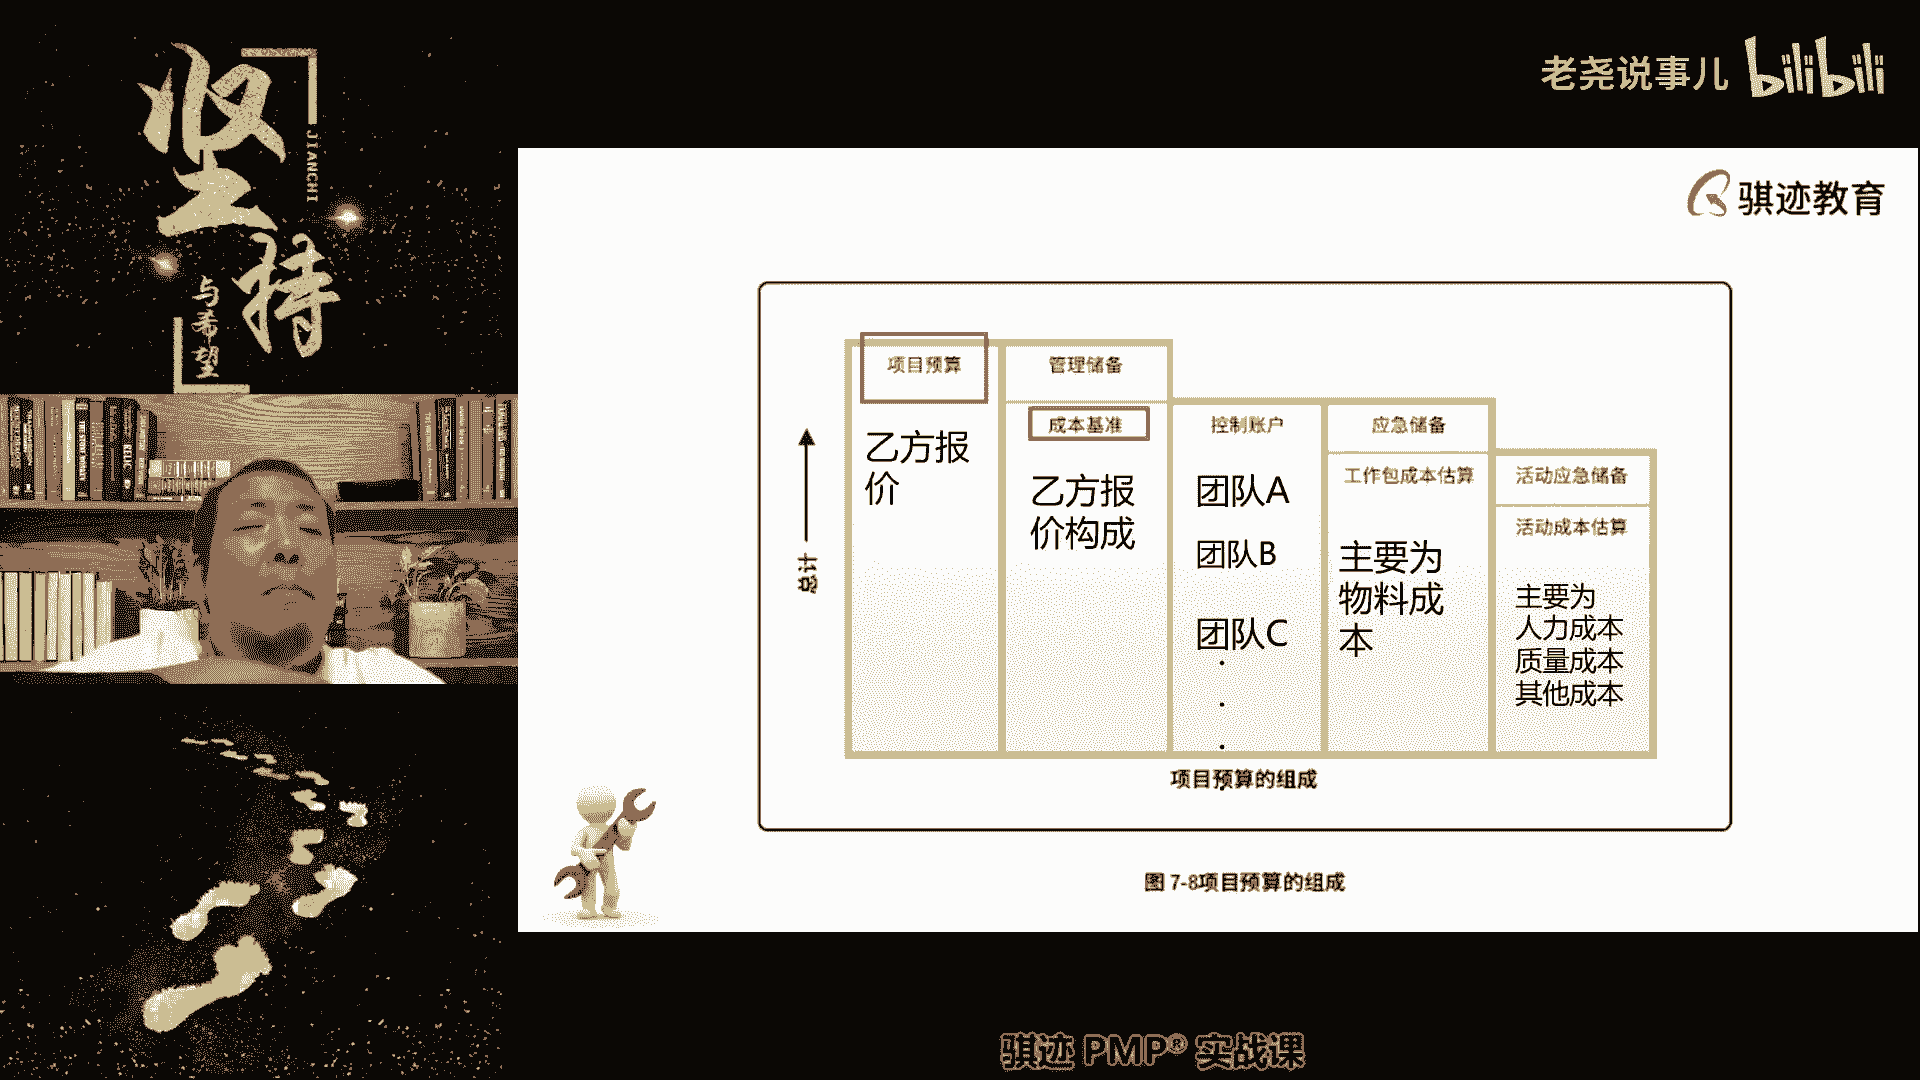 坚持
JIANCHI
与希望
老尧说事儿 bilibili
骐迹教育
项目预算
管理储备
成本基准
控制账户
应急储备
工作包成本估算
活动应急储备
活动成本估算
乙方报
价
乙方报
价构成
团队A
团队B
团队C
.
.
.
主要为
物料成
本
主要为
人力成本
质量成本
其他成本
总计
项目预算的组成
图 7-8项目预算的组成
骐迹 PMP® 实战课